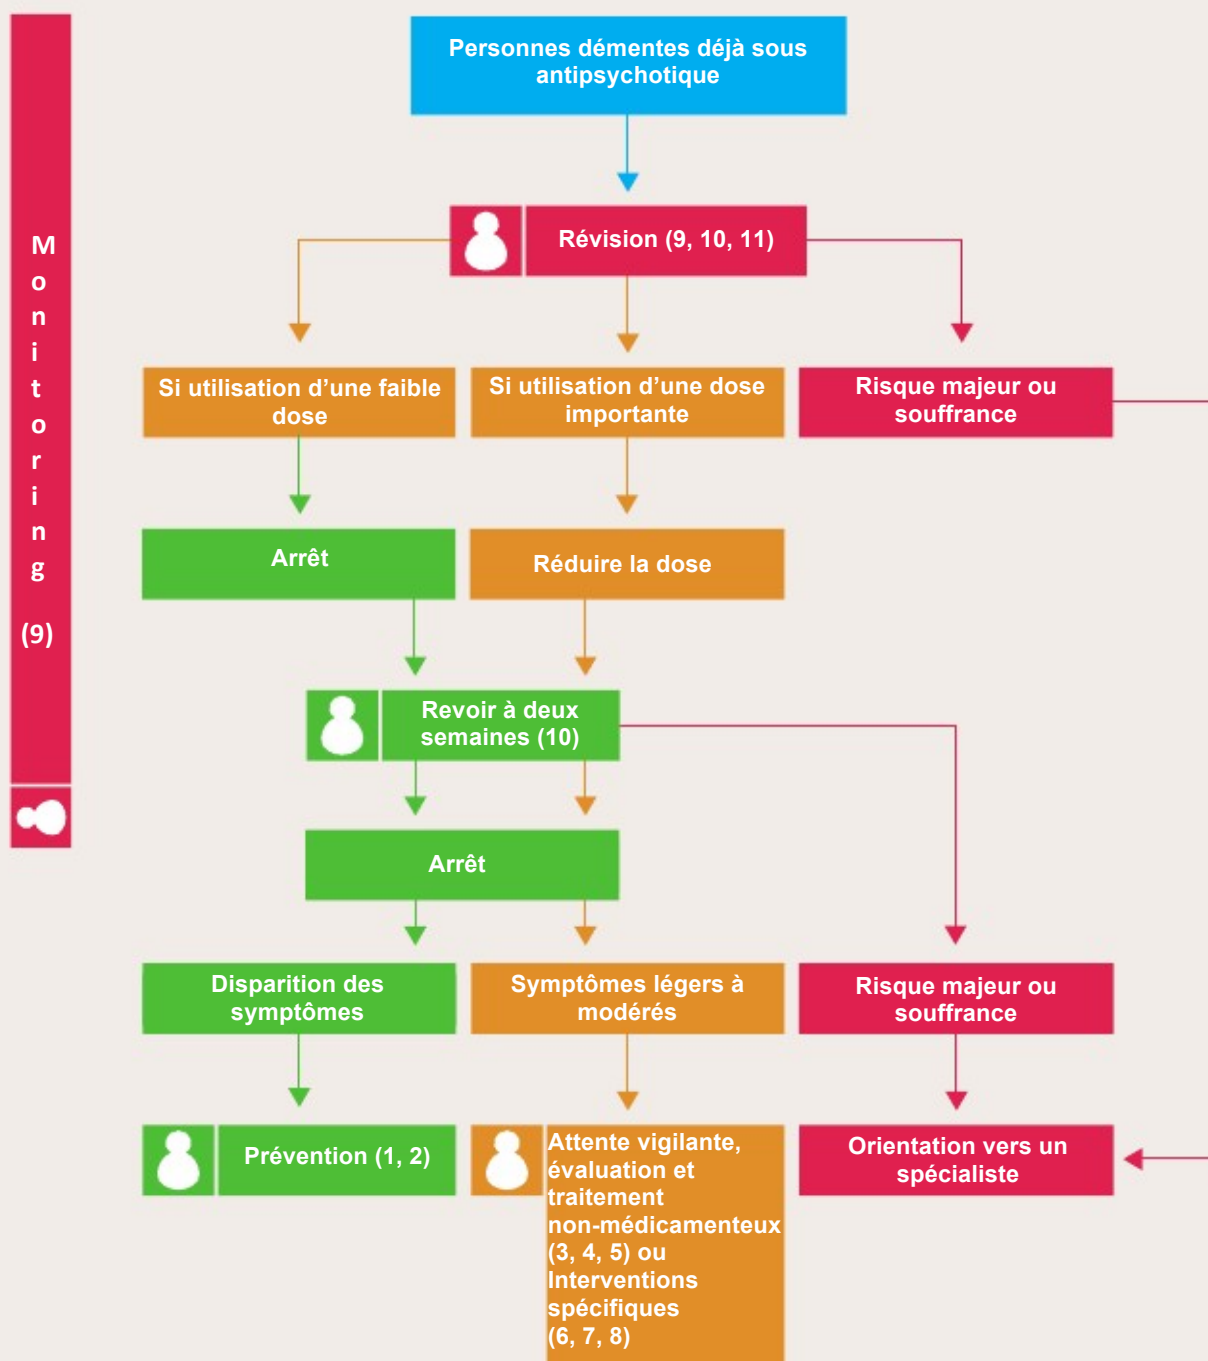 Personnes démentes déjà sous
antipsychotique
Monitoring
(9)
Révision (9, 10, 11)
Si utilisation d’une faible
dose
Si utilisation d’une dose
importante
Risque majeur ou
souffrance
Arrêt
Réduire la dose
Revoir à deux
semaines (10)
Arrêt
Disparition des
symptômes
Symptômes légers à
modérés
Risque majeur ou
souffrance
Prévention (1, 2)
Attente vigilante,
évaluation et
traitement
non-médicamenteux
(3, 4, 5) ou
Interventions
spécifiques
(6, 7, 8)
Orientation vers un
spécialiste